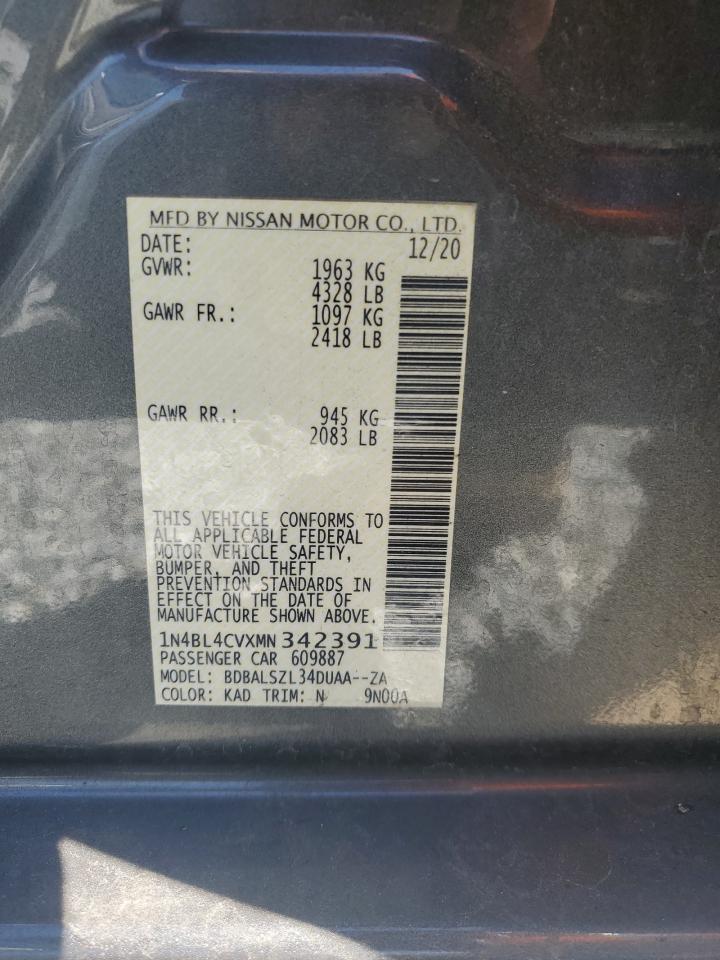 MFD BY NISSAN MOTOR CO., LTD.
DATE: 12/20
GVWR: 1963 KG
4328 LB
GAWR FR.: 1097 KG
2418 LB
GAWR RR.: 945 KG
2083 LB
THIS VEHICLE CONFORMS TO
ALL APPLICABLE FEDERAL
MOTOR VEHICLE SAFETY,
BUMPER, AND THEFT
PREVENTION STANDARDS IN
EFFECT ON THE DATE OF
MANUFACTURE SHOWN ABOVE.
1N4BL4CVXMN342391
PASSENGER CAR 609887
MODEL: BDBALSZL34DUAA--ZA
COLOR: KAD TRIM: N 9N00A